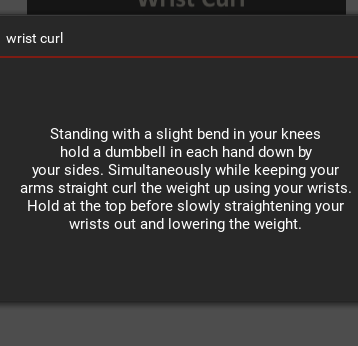 Wrist Curl
wrist curl
Standing with a slight bend in your knees
hold a dumbbell in each hand down by
your sides. Simultaneously while keeping your
arms straight curl the weight up using your wrists.
Hold at the top before slowly straightening your
wrists out and lowering the weight.